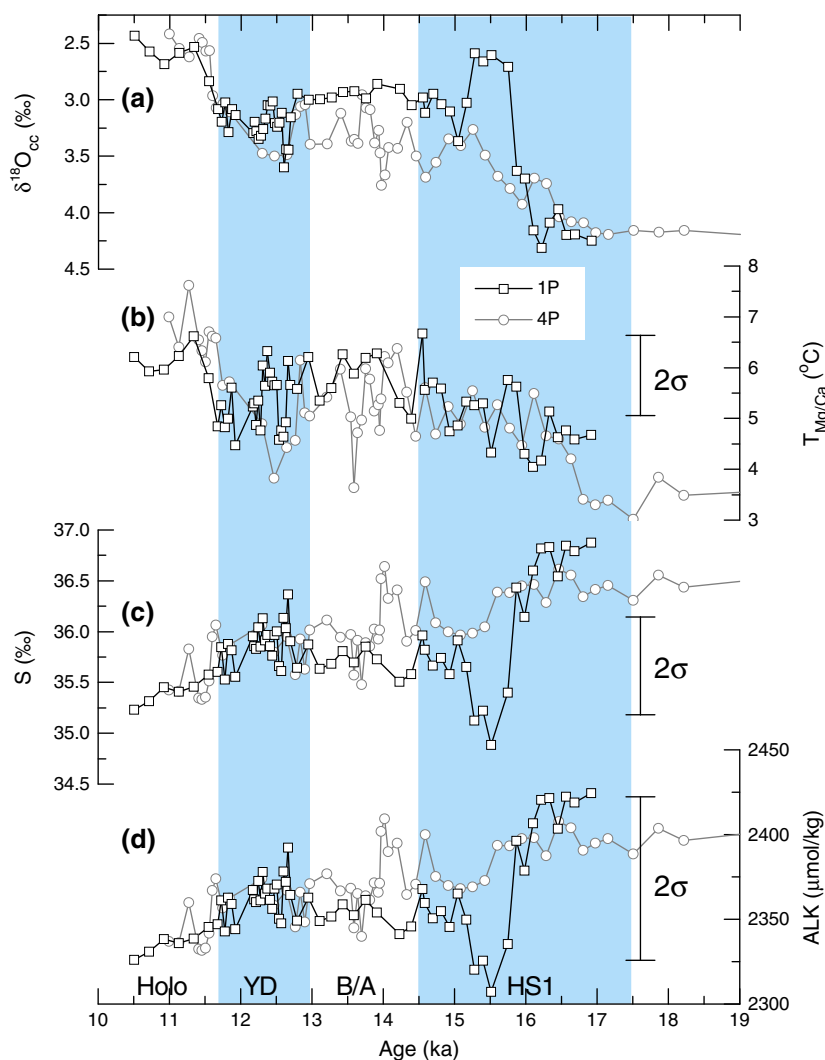 2.5
3.0
3.5
4.0
4.5
δ18Occ (‰)
(a)
1P
4P
8
7
6
5
4
3
TMg/Ca (oC)
(b)
2σ
37.0
36.5
36.0
35.5
35.0
34.5
S (‰)
(c)
2σ
2450
2400
2350
2300
ALK (μmol/kg)
(d)
2σ
Holo YD B/A HS1
10 11 12 13 14 15 16 17 18 19
Age (ka)